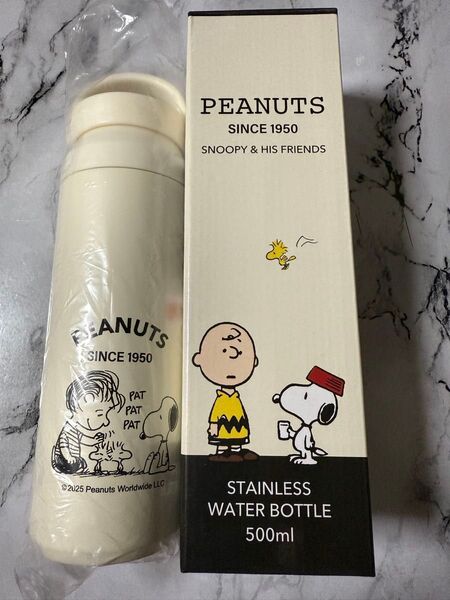 PEANUTS
SINCE 1950
PAT
PAT
PAT
©2025 Peanuts Worldwide LLC
PEANUTS
SINCE 1950
SNOOPY & HIS FRIENDS
STAINLESS
WATER BOTTLE
500ml